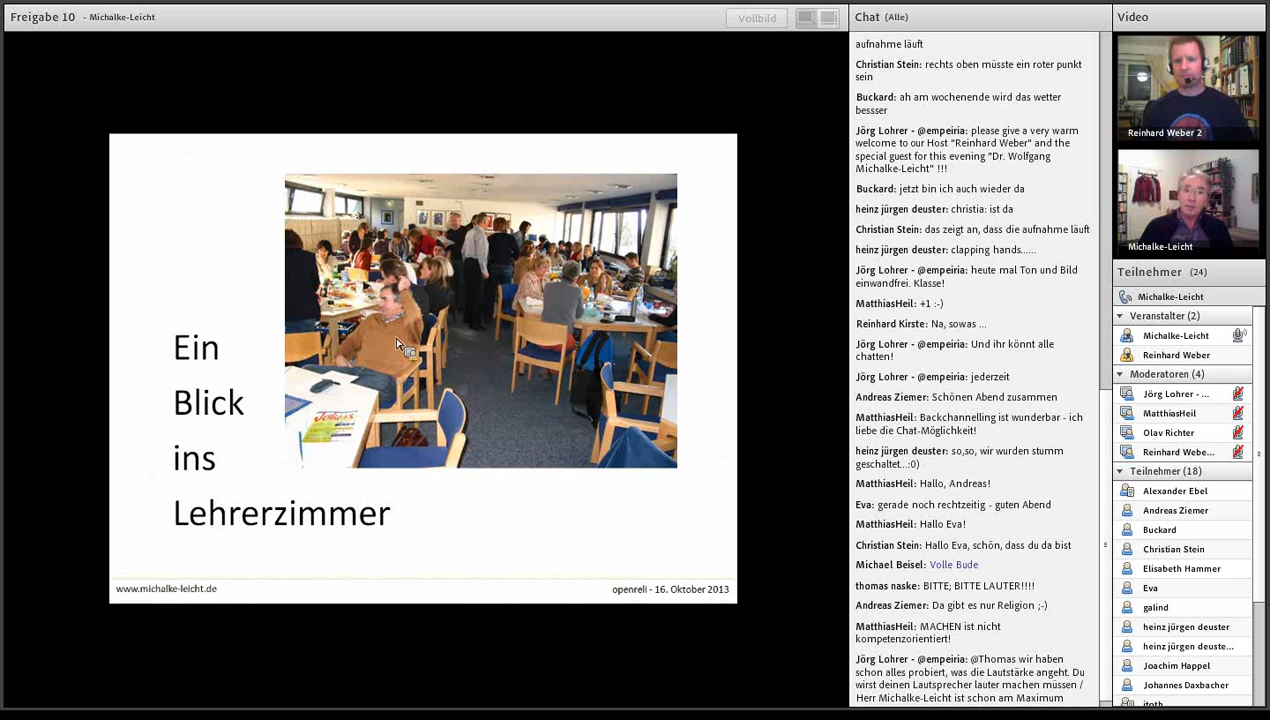 Freigabe 10 - Michalke-Leicht
Vollbild
Ein
Blick
ins
Lehrerzimmer
www.michalke-leicht.de
openreli - 16. Oktober 2013
Chat (Alle)
aufnahme läuft
Christian Stein: rechts oben müsste ein roter punkt
sein
Buckard: ah am wochenende wird das wetter
bessser
Jörg Lohrer - @empeiria: please give a very warm
welcome to our Host "Reinhard Weber" and the
special guest for this evening "Dr. Wolfgang
Michalke-Leicht" !!!
Buckard: jetzt bin ich auch wieder da
heinz jürgen deuster: christia: ist da
Christian Stein: das zeigt an, dass die aufnahme läuft
heinz jürgen deuster: clapping hands......
Jörg Lohrer - @empeiria: heute mal Ton und Bild
einwandfrei. Klasse!
MatthiasHeil: +1 :-)
Reinhard Kirste: Na, sowas ...
Jörg Lohrer - @empeiria: Und ihr könnt alle
chatten!
Jörg Lohrer - @empeiria: jederzeit
Andreas Ziemer: Schönen Abend zusammen
MatthiasHeil: Backchannelling ist wunderbar - ich
liebe die Chat-Möglichkeit!
heinz jürgen deuster: so,so, wir wurden stumm
geschaltet...:0)
MatthiasHeil: Hallo, Andreas!
Eva: gerade noch rechtzeitig - guten Abend
MatthiasHeil: Hallo Eva!
Christian Stein: Hallo Eva, schön, dass du da bist
Michael Beisel: Volle Bude
thomas naske: BITTE; BITTE LAUTER!!!!
Andreas Ziemer: Da gibt es nur Religion ;-)
MatthiasHeil: MACHEN ist nicht
kompetenzorientiert!
Jörg Lohrer - @empeiria: @Thomas wir haben
schon alles probiert, was die Lautstärke angeht. Du
wirst deinen Lautsprecher lauter machen müssen /
Herr Michalke-Leicht ist schon am Maximum
Video
Reinhard Weber 2
Michalke-Leicht
Teilnehmer (24)
Michalke-Leicht
Veranstalter (2)
Michalke-Leicht
Reinhard Weber
Moderatoren (4)
Jörg Lohrer - ...
MatthiasHeil
Olav Richter
Reinhard Webe...
Teilnehmer (18)
Alexander Ebel
Andreas Ziemer
Buckard
Christian Stein
Elisabeth Hammer
Eva
galind
heinz jürgen deuster
heinz jürgen deuste...
Joachim Happel
Johannes Daxbacher